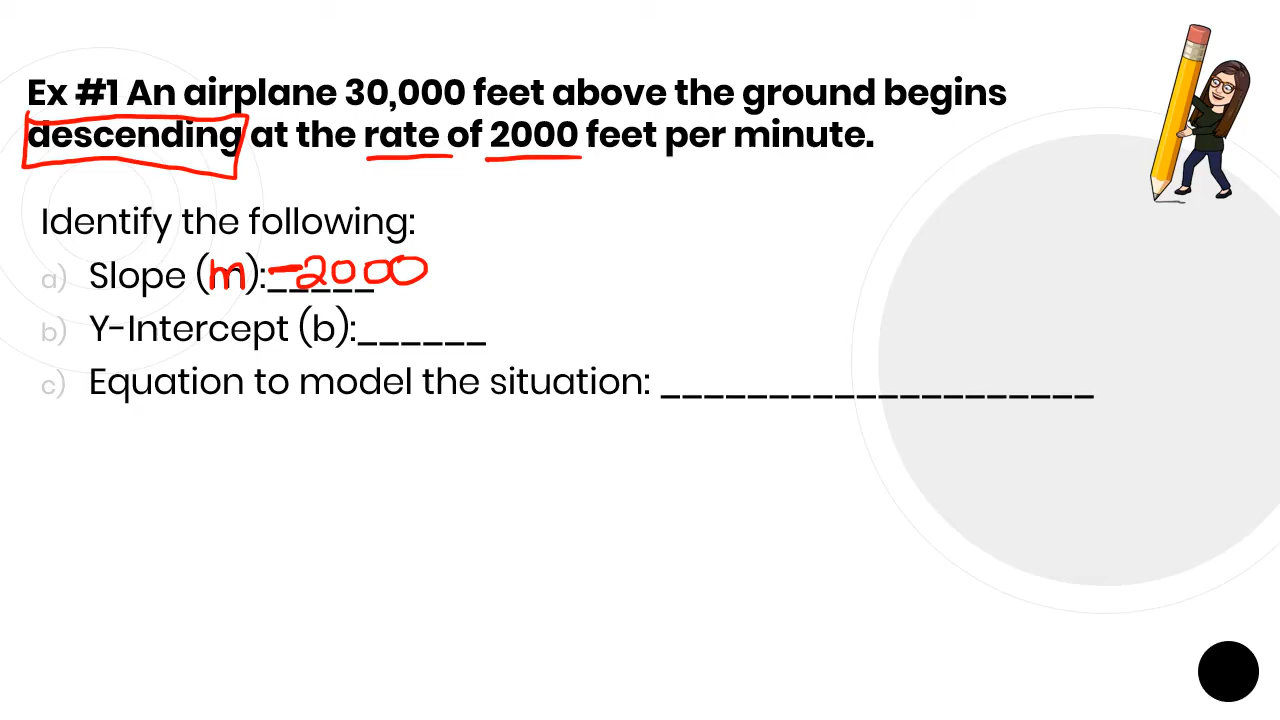 Ex #1 An airplane 30,000 feet above the ground begins
descending at the rate of 2000 feet per minute.
Identify the following:
a) Slope (m):-2000
b) Y-Intercept (b):______
c) Equation to model the situation: ____________________